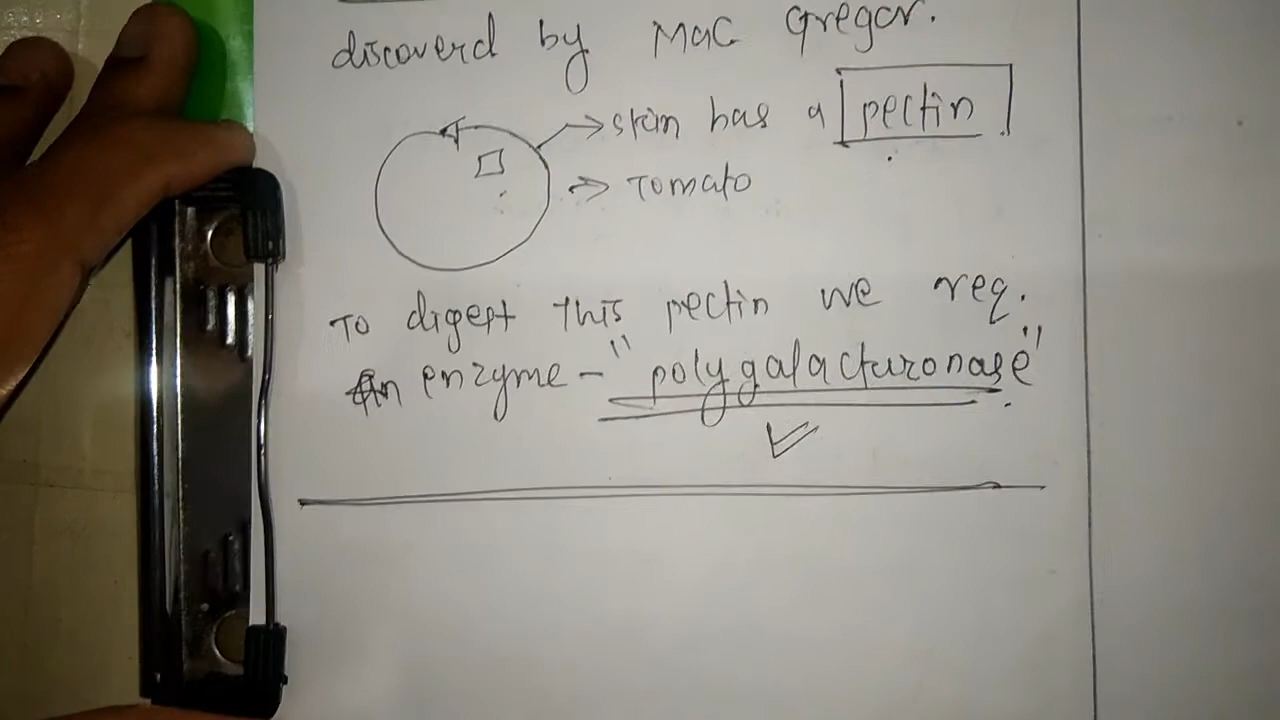 discoverd by Mac Gregor.
skin has a pectin
Tomato
To digest this pectin we req.
An enzyme - "polygalacturonase"